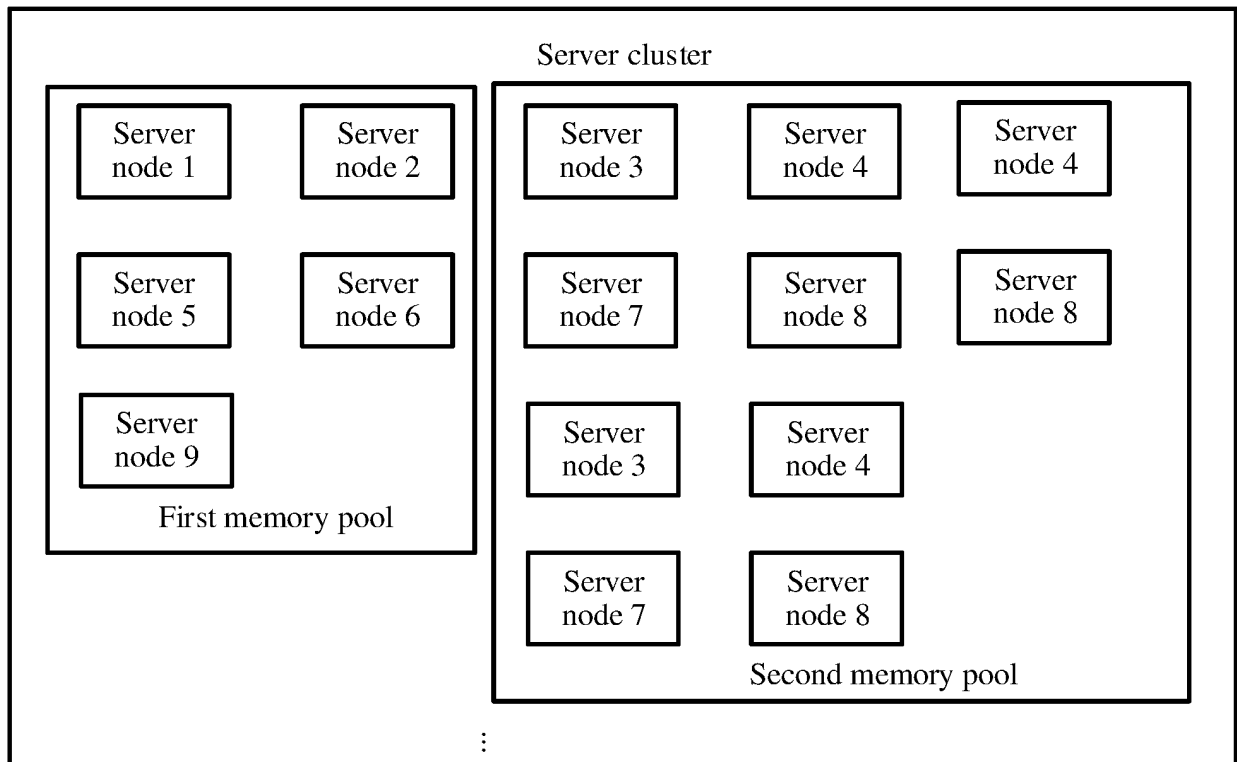 Server cluster
Server
node 1
Server
node 2
Server
node 5
Server
node 6
Server
node 9
First memory pool
Server
node 3
Server
node 4
Server
node 4
Server
node 7
Server
node 8
Server
node 8
Server
node 3
Server
node 4
Server
node 7
Server
node 8
Second memory pool
⋮